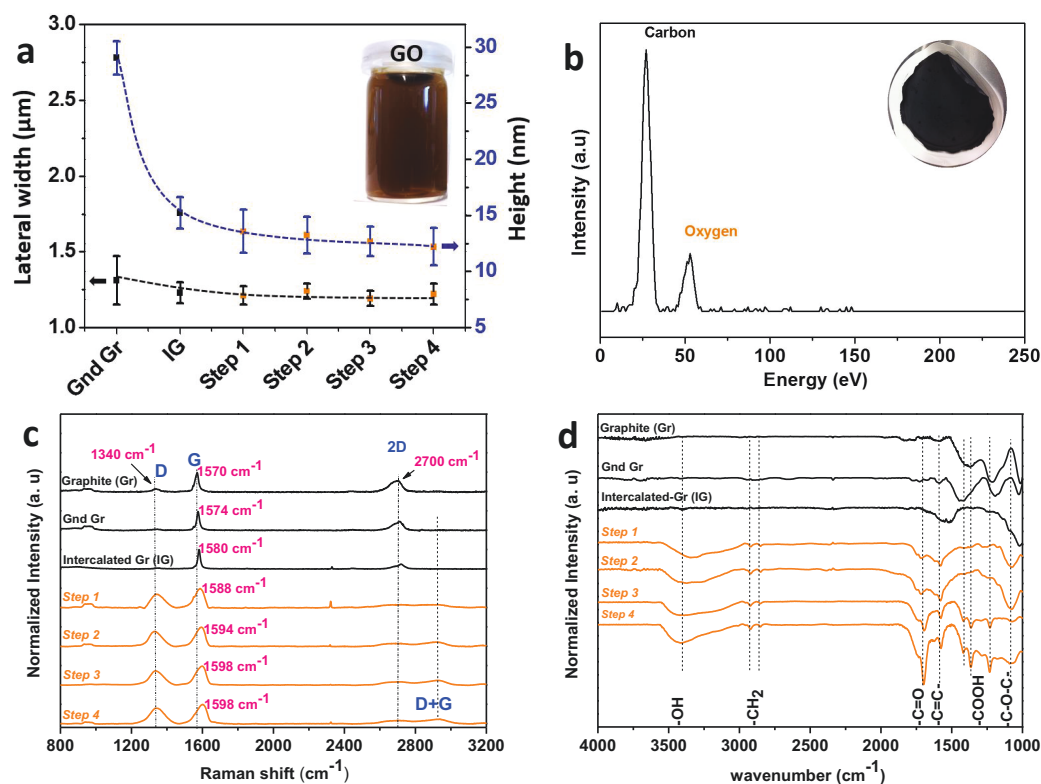 a
GO
3.0
2.5
2.0
1.5
1.0
Lateral width (μm)
30
25
20
15
10
5
Height (nm)
Gnd Gr
IG
Step 1
Step 2
Step 3
Step 4
b
Carbon
Oxygen
Intensity (a.u)
0
50
100
150
200
250
Energy (eV)
c
1340 cm⁻¹
D
G
1570 cm⁻¹
2D
2700 cm⁻¹
Graphite (Gr)
1574 cm⁻¹
Gnd Gr
1580 cm⁻¹
Intercalated Gr (IG)
1588 cm⁻¹
Step 1
1594 cm⁻¹
Step 2
1598 cm⁻¹
Step 3
1598 cm⁻¹
D+G
Step 4
Normalized Intensity (a. u)
800
1200
1600
2000
2400
2800
3200
Raman shift (cm⁻¹)
d
Graphite (Gr)
Gnd Gr
Intercalated-Gr (IG)
Step 1
Step 2
Step 3
Step 4
-OH
-CH₂
-C=O
-C=C-
-COOH
-C-O-C-
Normalized Intensity (a. u)
4000
3500
3000
2500
2000
1500
1000
wavenumber (cm⁻¹)